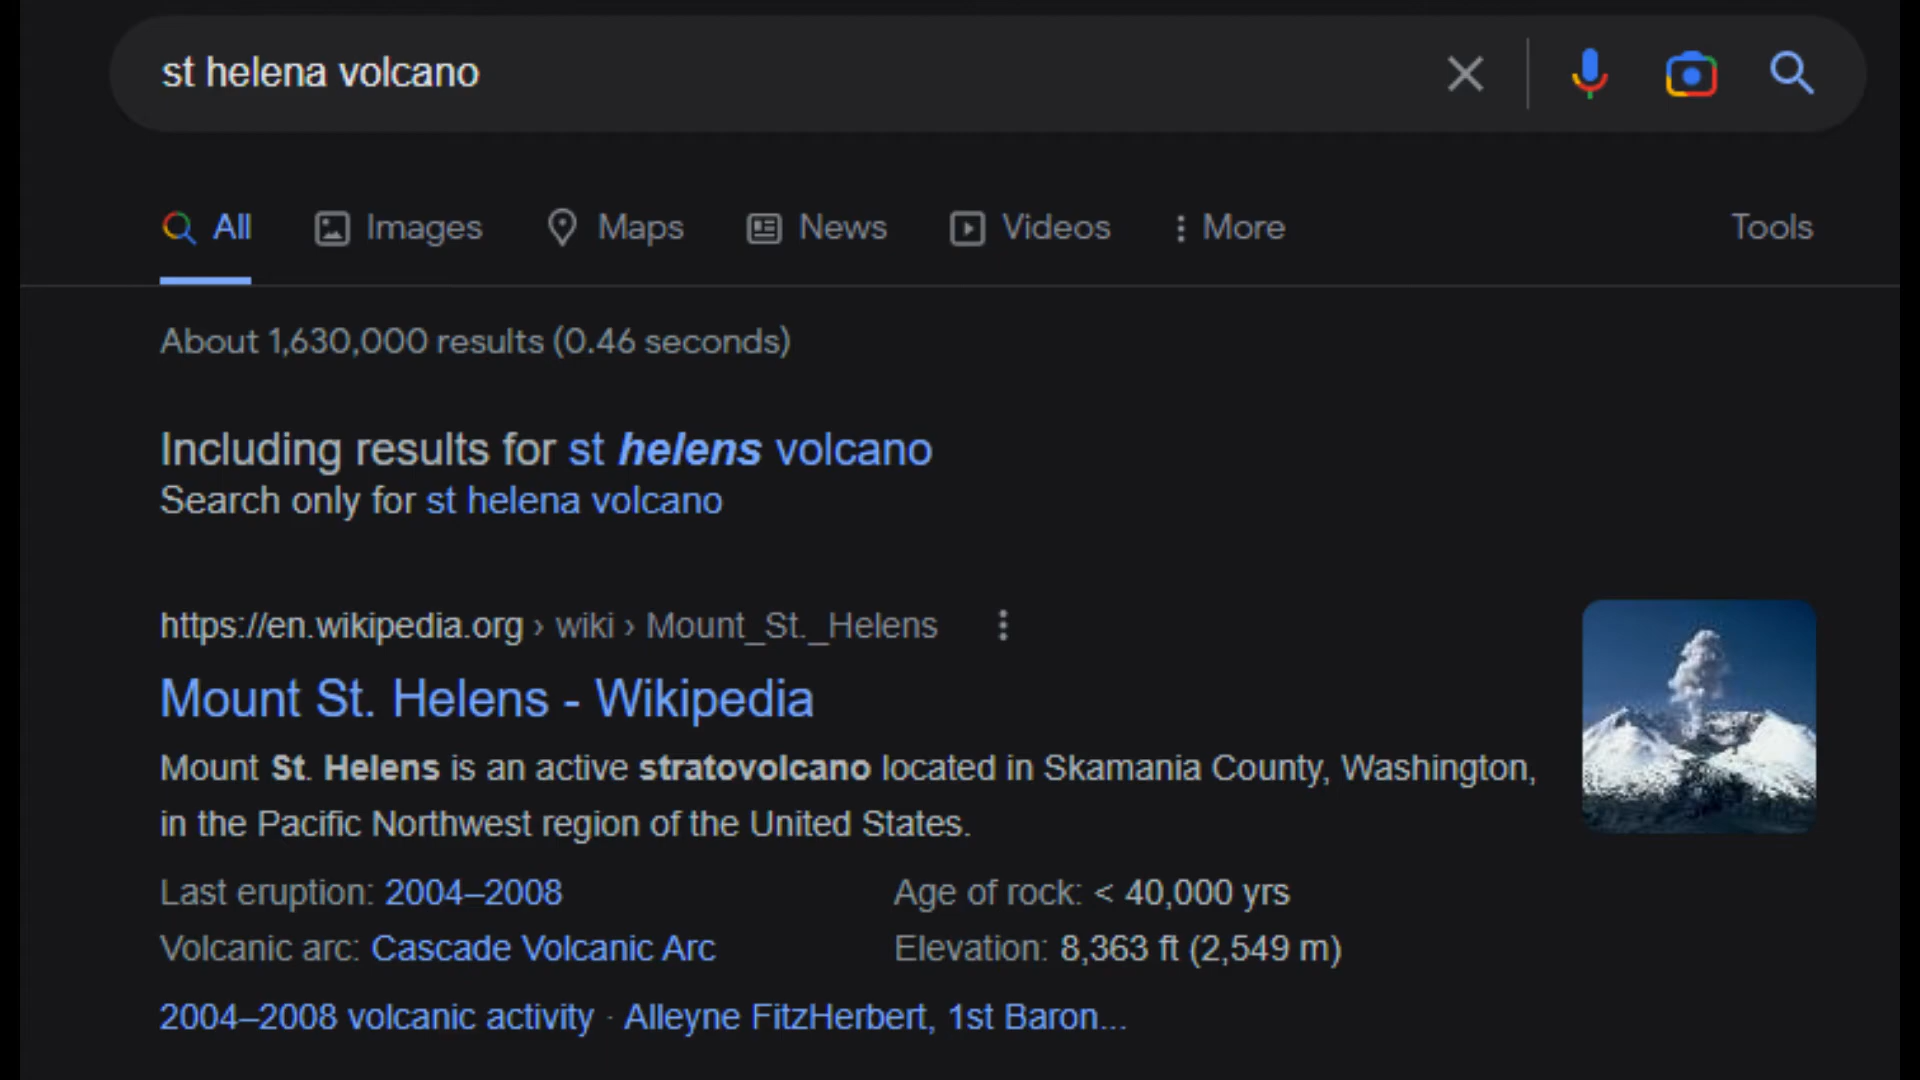 st helena volcano
All Images Maps News Videos More Tools
About 1,630,000 results (0.46 seconds)
Including results for st helens volcano
Search only for st helena volcano
https://en.wikipedia.org › wiki › Mount_St._Helens
Mount St. Helens - Wikipedia
Mount St. Helens is an active stratovolcano located in Skamania County, Washington,
in the Pacific Northwest region of the United States.
Last eruption: 2004–2008 Age of rock: < 40,000 yrs
Volcanic arc: Cascade Volcanic Arc Elevation: 8,363 ft (2,549 m)
2004–2008 volcanic activity · Alleyne FitzHerbert, 1st Baron...